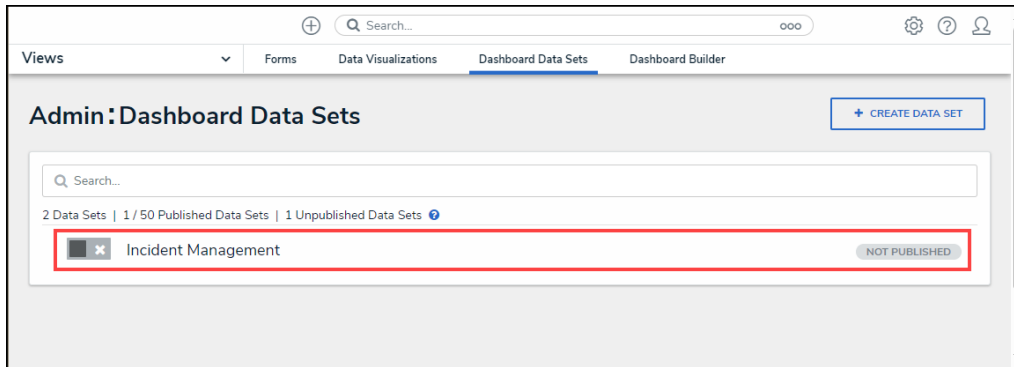 Search...
Views Forms Data Visualizations Dashboard Data Sets Dashboard Builder
Admin:Dashboard Data Sets
+ CREATE DATA SET
Search...
2 Data Sets | 1 / 50 Published Data Sets | 1 Unpublished Data Sets ?
Incident Management NOT PUBLISHED